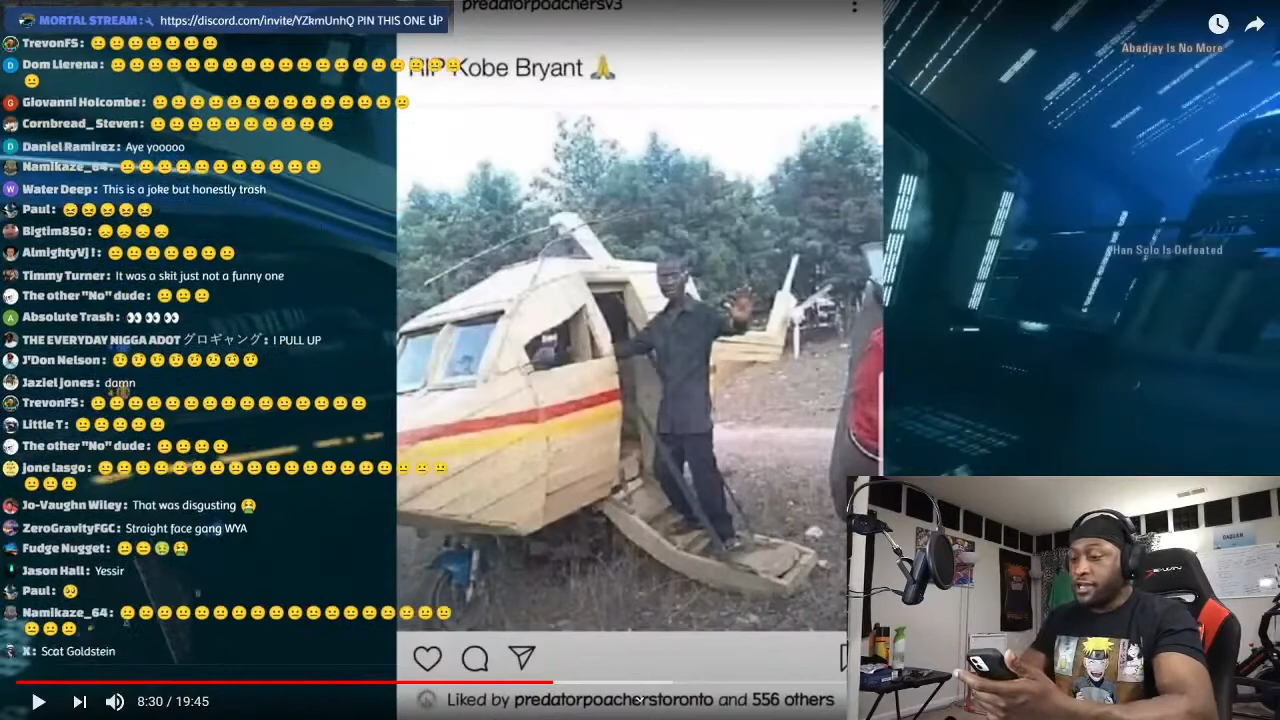 MORTAL STREAM: https://discord.com/invite/YZkmUnhQ PIN THIS ONE UP
TrevonFS: 😐😐😐😐😐😐😐
Dom Llerena: 😐😐😐😐😐😐😐😐😐😐😐😐😐😐😐😐😐😐😐
😐
Giovanni Holcombe: 😐😐😐😐😐😐😐😐😐😐😐😐😐😐
Cornbread_Steven: 😐😐😐😐😐😐😐😐😐😐
Daniel Ramirez: Aye yooooo
Namikaze_64: 😐😐😐😐😐😐😐😐😐😐😐
Water Deep: This is a joke but honestly trash
Paul: 😖😖😖😖😖
Bigtim850: 😞😞😞😞
AlmightyVJ!: 😐😐😐😐😐😐😐
Timmy Turner: It was a skit just not a funny one
The other "No" dude: 😐😐😐
Absolute Trash: 👀👀👀
THE EVERYDAY NIGGA ADOT グロギャング: I PULL UP
J'Don Nelson: 🤨🤨🤨🤨🤨🤨🤨🤨
Jaziel jones: damn
TrevonFS: 😐😐😐😐😐😐😐😐😐😐😐😐😐😐😐
Little T: 😐😐😐😐😐
The other "No" dude: 😐😐😐😐
jone lasgo: 😐😐😐😐😐😐😐😐😐😐😐😐😐😐😐😐😐😐😐
😐😐😐
Jo-Vaughn Wiley: That was disgusting 🤮
ZeroGravityFGC: Straight face gang WYA
Fudge Nugget: 😐😑🤢🤮
Jason Hall: Yessir
Paul: 🥺
Namikaze_64: 😐😐😐😐😐😐😐😐😐😐😐😐😐😐😐😐😐😐
😐😐😐
X: Scat Goldstein
8:30 / 19:45
predatorpoachersv3
RIP Kobe Bryant 🙏
Liked by predatorpoacherstoronto and 556 others
Abadjay Is No More
Han Solo Is Defeated